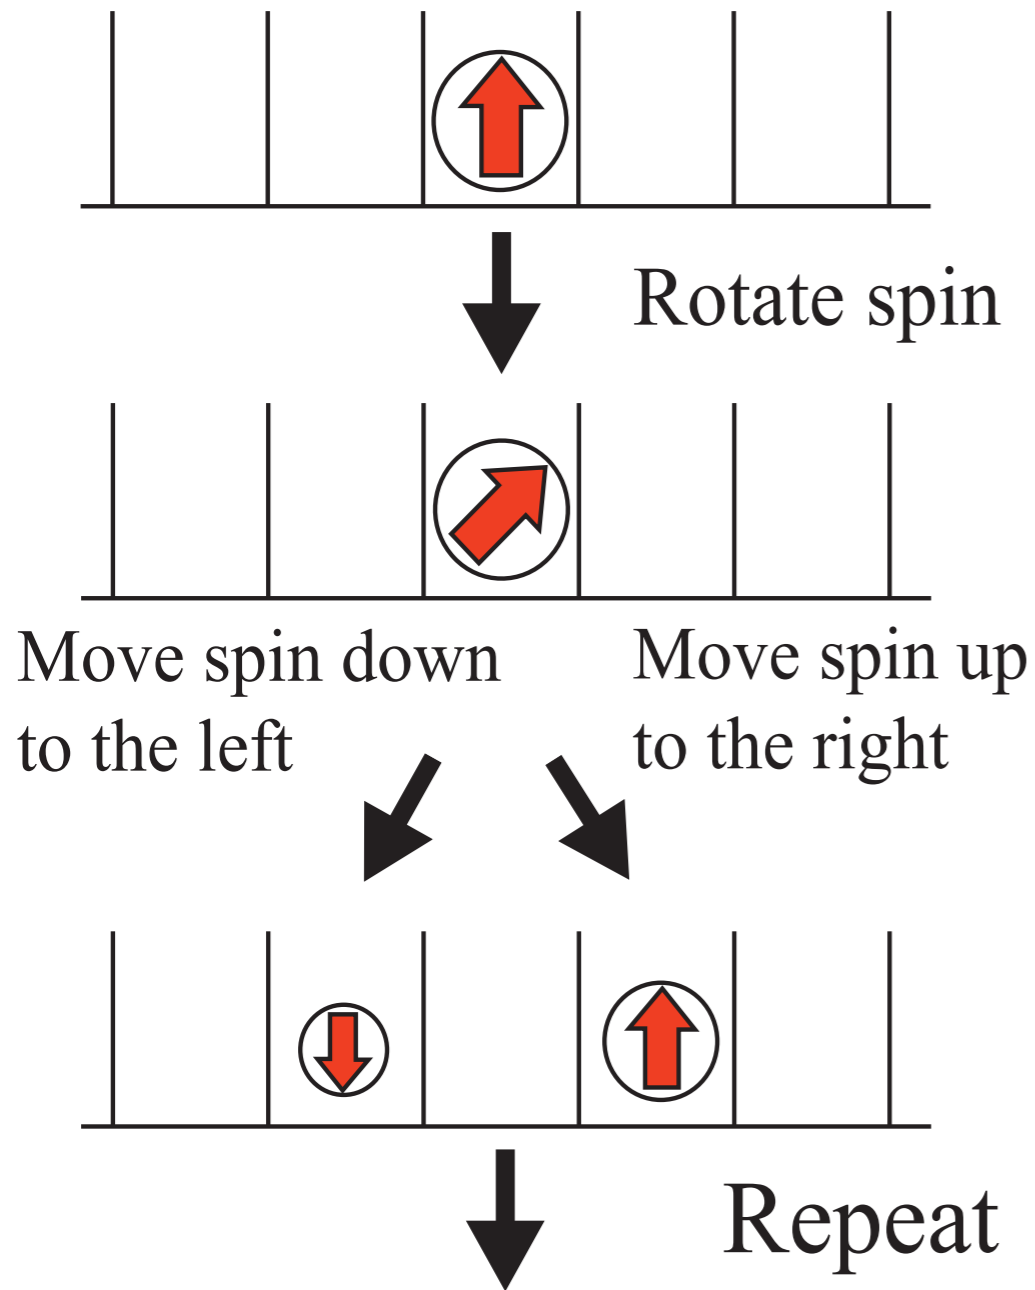 Rotate spin
Move spin down
to the left
Move spin up
to the right
Repeat